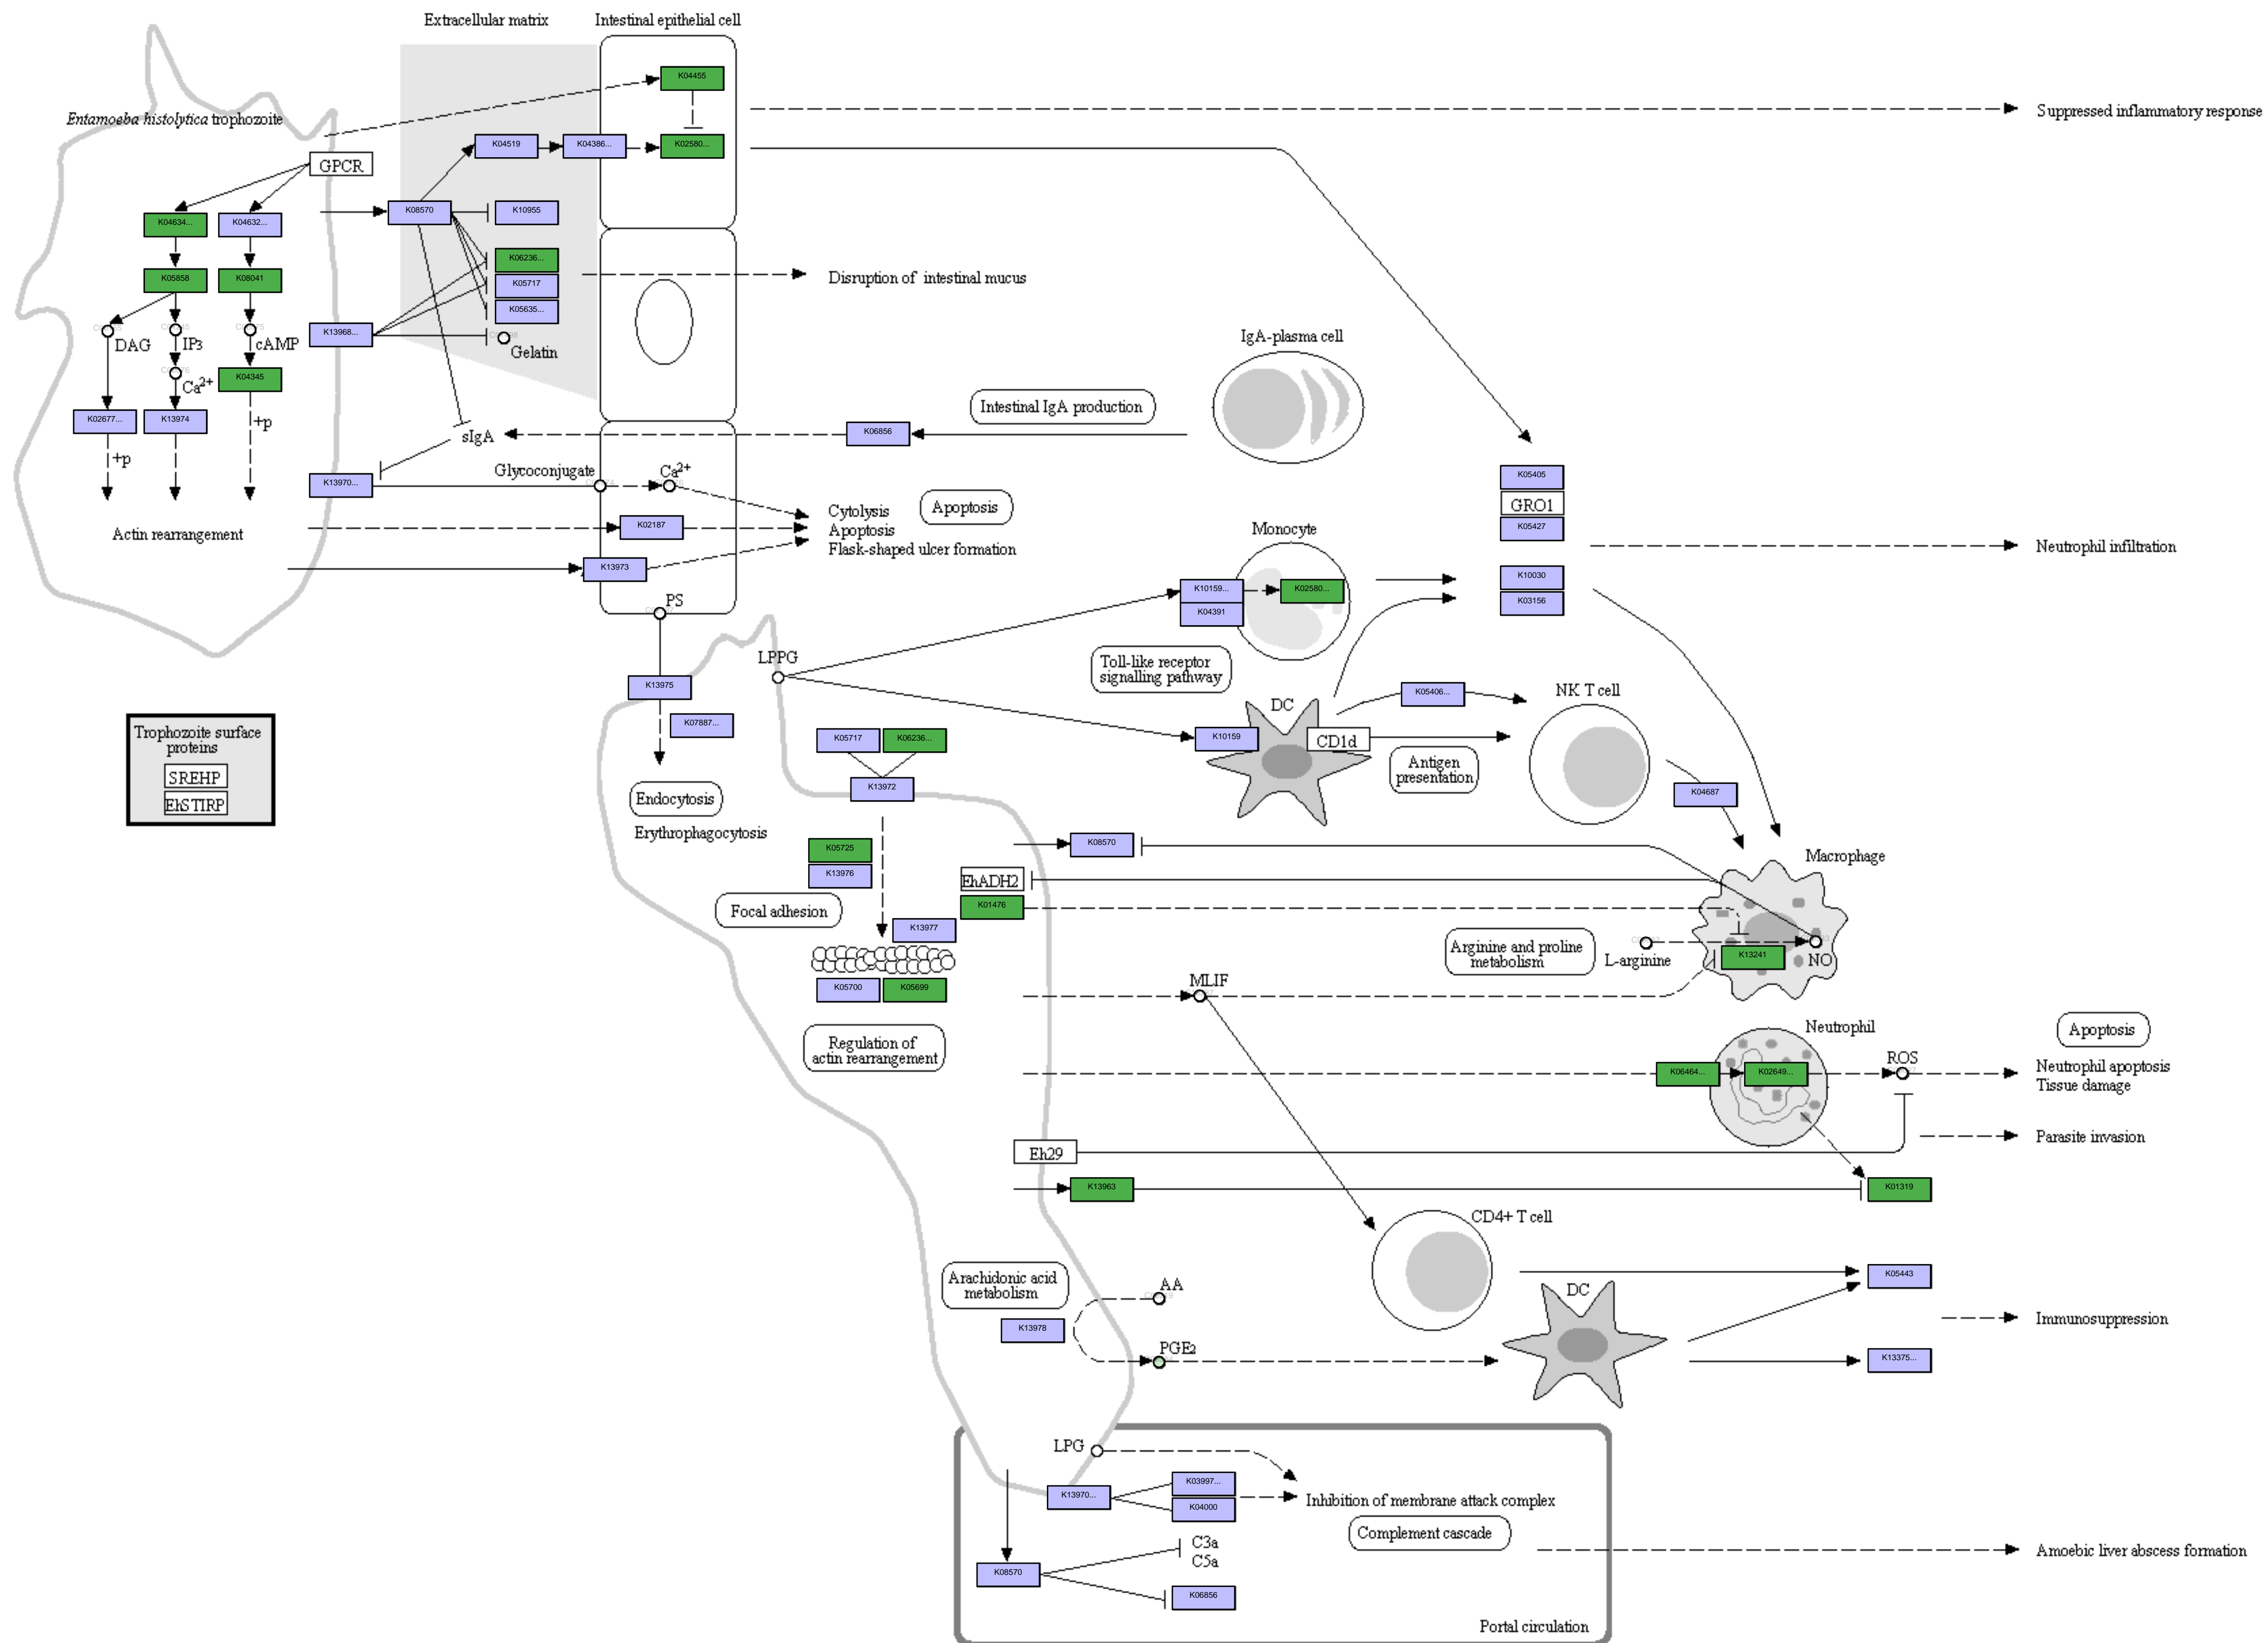 Extracellular matrix
Intestinal epithelial cell
K04455
Entamoeba histolytica trophozoite
Suppressed inflammatory response
K04519
K04386...
K02580...
GPCR
K04634...
K04632...
K08570
K10955
K06236...
K05858
K08041
K05717
Disruption of intestinal mucus
K05635...
K13968...
DAG
IP3
cAMP
Gelatin
IgA-plasma cell
K04345
Ca2+
Intestinal IgA production
K02677...
K13974
+p
sIgA
K06856
+p
Glycoconjugate
Ca2+
K13970...
K05405
GRO1
K05427
Cytolysis
Apoptosis
Flask-shaped ulcer formation
Apoptosis
K02187
Actin rearrangement
Monocyte
Neutrophil infiltration
K13973
K10159...
K02580...
K04391
K10030
K03156
PS
LPPG
Toll-like receptor
signalling pathway
K13975
K05406...
NK T cell
DC
K07887...
K10159
CD1d
Trophozoite surface
proteins
SREHP
EhSTIRP
K05717
K06236...
Antigen
presentation
K13972
Endocytosis
Erythrophagocytosis
K04687
K05725
K13976
K08570
Macrophage
EhADH2
K01476
Focal adhesion
K13977
Arginine and proline
metabolism
L-arginine
K13241
NO
K05700
K05699
MLIF
Regulation of
actin rearrangement
Neutrophil
Apoptosis
K06464...
K02649...
ROS
Neutrophil apoptosis
Tissue damage
Eh29
Parasite invasion
K13963
K01319
CD4+ T cell
Arachidonic acid
metabolism
AA
K05443
DC
K13978
Immunosuppression
PGE2
K13375...
LPG
K13970...
K03997...
K04000
Inhibition of membrane attack complex
Complement cascade
C3a
C5a
Amoebic liver abscess formation
K08570
K06856
Portal circulation